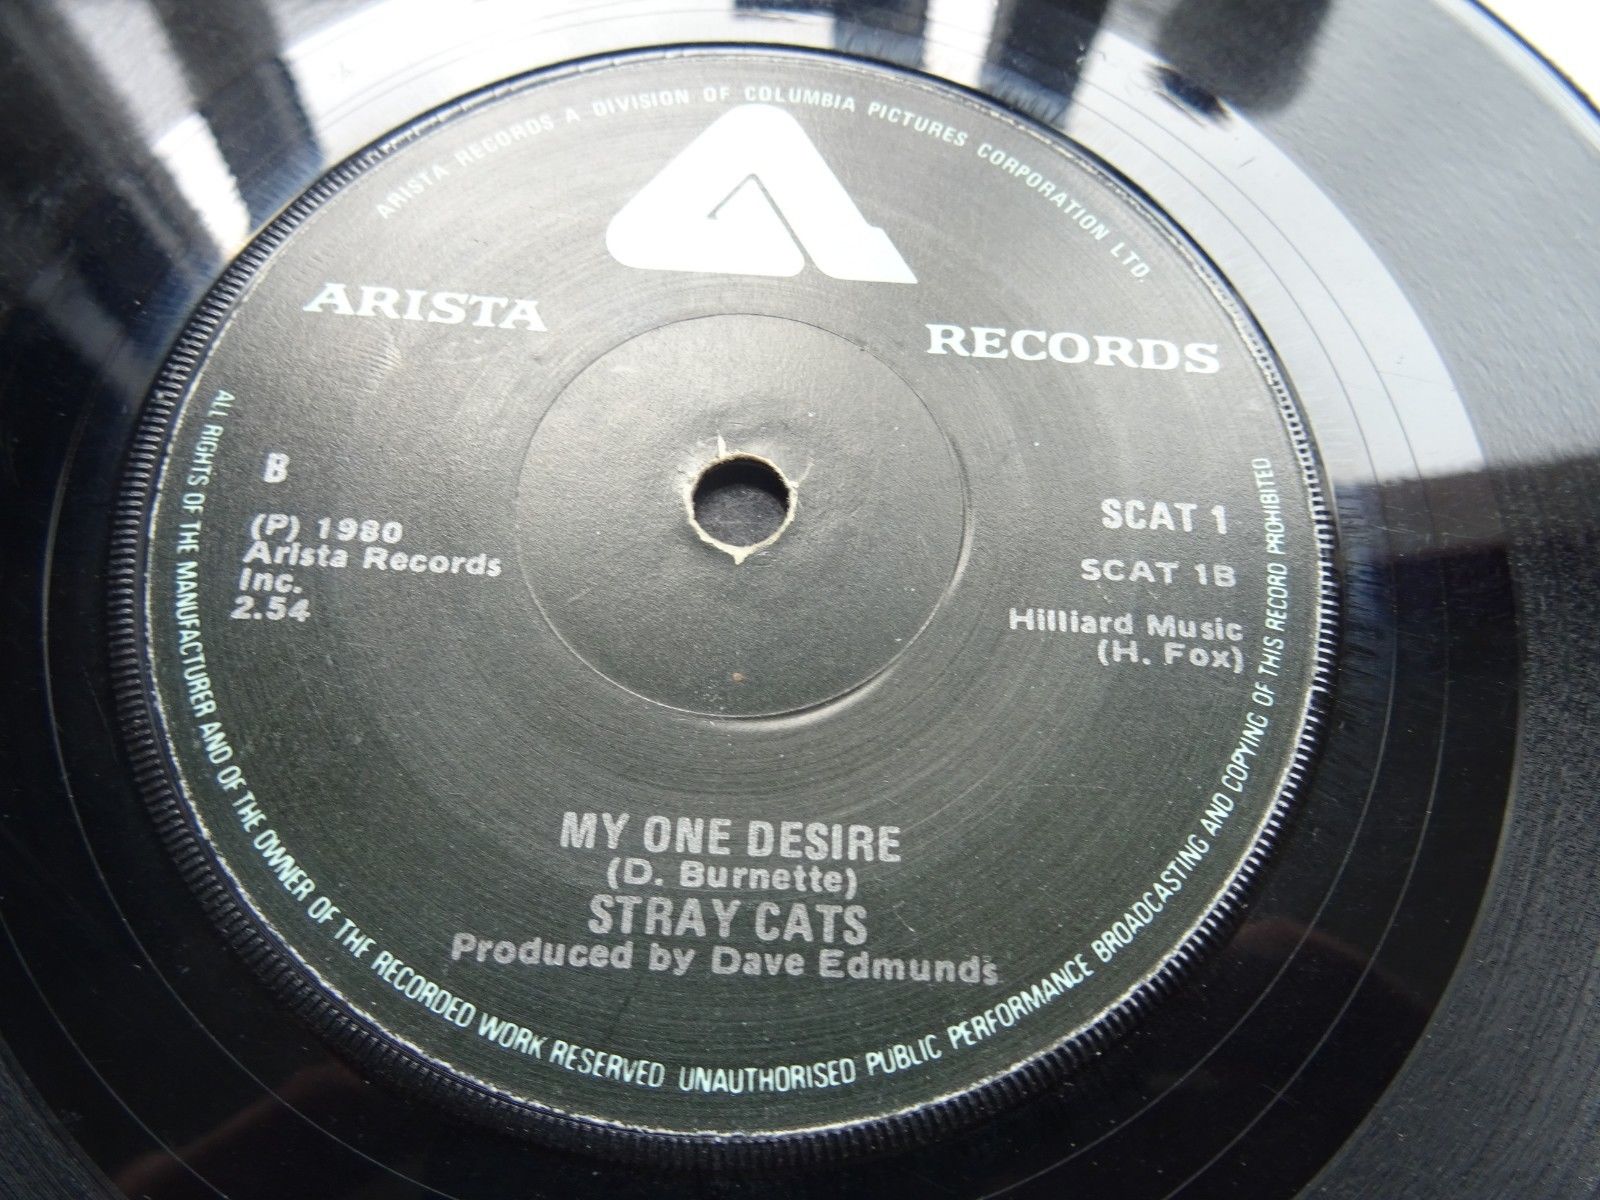 ARISTA RECORDS A DIVISION OF COLUMBIA PICTURES CORPORATION LTD.
ARISTA RECORDS
B
(P) 1980
Arista Records
Inc.
2.54
SCAT 1
SCAT 1B
Hilliard Music
(H. Fox)
MY ONE DESIRE
(D. Burnette)
STRAY CATS
Produced by Dave Edmunds
ALL RIGHTS OF THE MANUFACTURER AND OF THE OWNER OF THE RECORDED WORK RESERVED UNAUTHORISED PUBLIC PERFORMANCE BROADCASTING AND COPYING OF THIS RECORD PROHIBITED